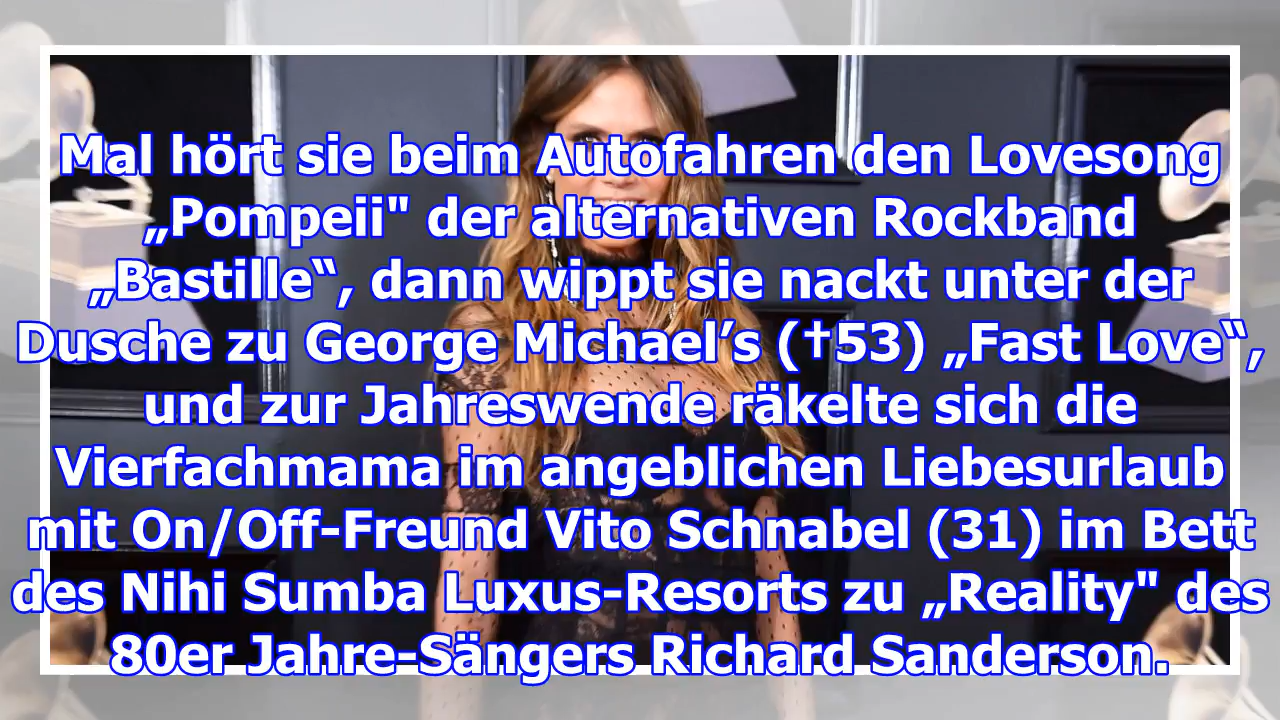 Mal hört sie beim Autofahren den Lovesong
„Pompeii" der alternativen Rockband
„Bastille“, dann wippt sie nackt unter der
Dusche zu George Michael’s (†53) „Fast Love“,
und zur Jahreswende räkelte sich die
Vierfachmama im angeblichen Liebesurlaub
mit On/Off-Freund Vito Schnabel (31) im Bett
des Nihi Sumba Luxus-Resorts zu „Reality" des
80er Jahre-Sängers Richard Sanderson.